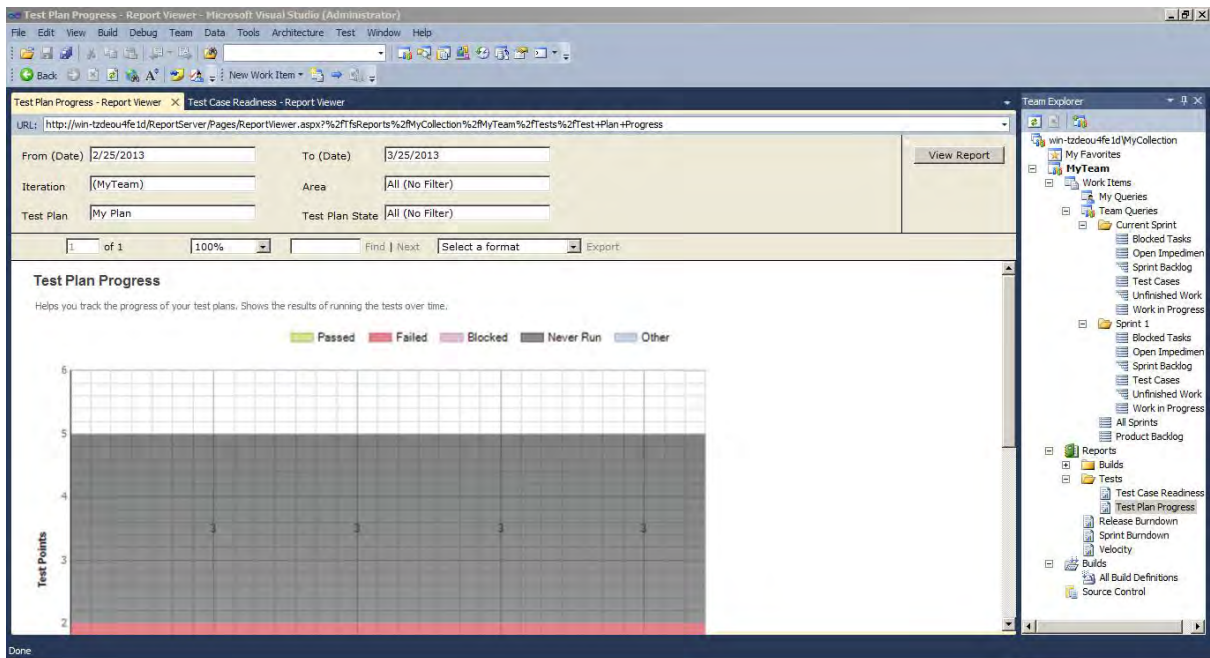 Test Plan Progress - Report Viewer - Microsoft Visual Studio (Administrator)
File Edit View Build Debug Team Data Tools Architecture Test Window Help
Back New Work Item
Test Plan Progress - Report Viewer Test Case Readiness - Report Viewer
URL: http://win-tzdeou4fe1d/ReportServer/Pages/ReportViewer.aspx?%2fTfsReports%2fMyCollection%2fMyTeam%2fTests%2fTest+Plan+Progress
From (Date) 2/25/2013 To (Date) 3/25/2013 View Report
Iteration (MyTeam) Area All (No Filter)
Test Plan My Plan Test Plan State All (No Filter)
1 of 1 100% Find | Next Select a format Export
Test Plan Progress
Helps you track the progress of your test plans. Shows the results of running the tests over time.
Passed Failed Blocked Never Run Other
6
5
4
3 3 3 3
3
2
Test Points
Team Explorer
win-tzdeou4fe1d\MyCollection
My Favorites
MyTeam
Work Items
My Queries
Team Queries
Current Sprint
Blocked Tasks
Open Impedimen
Sprint Backlog
Test Cases
Unfinished Work
Work in Progress
Sprint 1
Blocked Tasks
Open Impedimen
Sprint Backlog
Test Cases
Unfinished Work
Work in Progress
All Sprints
Product Backlog
Reports
Builds
Tests
Test Case Readiness
Test Plan Progress
Release Burndown
Sprint Burndown
Velocity
Builds
All Build Definitions
Source Control
Done